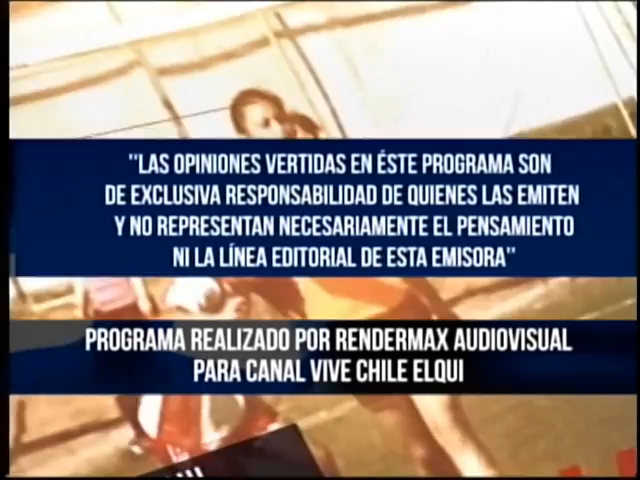 "LAS OPINIONES VERTIDAS EN ÉSTE PROGRAMA SON
DE EXCLUSIVA RESPONSABILIDAD DE QUIENES LAS EMITEN
Y NO REPRESENTAN NECESARIAMENTE EL PENSAMIENTO
NI LA LÍNEA EDITORIAL DE ESTA EMISORA"
PROGRAMA REALIZADO POR RENDERMAX AUDIOVISUAL
PARA CANAL VIVE CHILE ELQUI